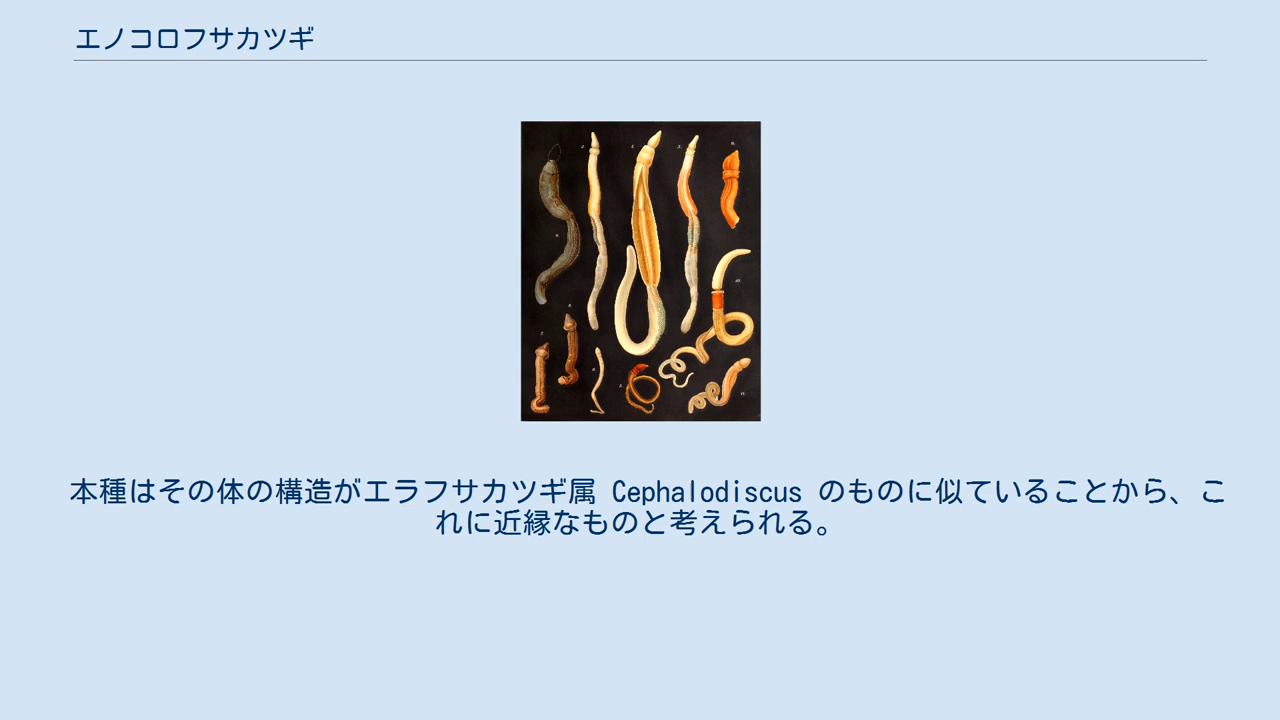 エノコロフサカツギ
本種はその体の構造がエラフサカツギ属 Cephalodiscus のものに似ていることから、こ
れに近縁なものと考えられる。